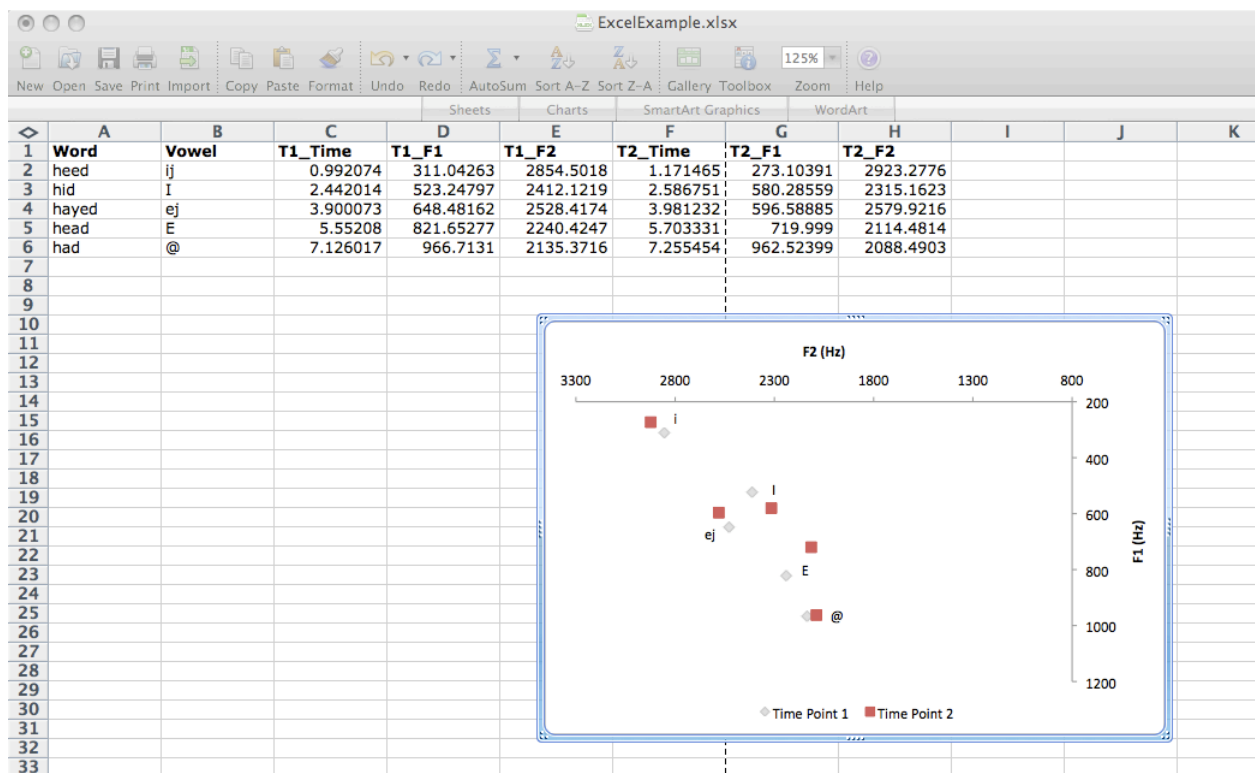 ExcelExample.xlsx
125%
New Open Save Print Import Copy Paste Format Undo Redo AutoSum Sort A-Z Sort Z-A Gallery Toolbox Zoom Help
Sheets Charts SmartArt Graphics WordArt
A B C D E F G H I J K
1 Word Vowel T1_Time T1_F1 T1_F2 T2_Time T2_F1 T2_F2
2 heed ij 0.992074 311.04263 2854.5018 1.171465 273.10391 2923.2776
3 hid I 2.442014 523.24797 2412.1219 2.586751 580.28559 2315.1623
4 hayed ej 3.900073 648.48162 2528.4174 3.981232 596.58885 2579.9216
5 head E 5.55208 821.65277 2240.4247 5.703331 719.999 2114.4814
6 had @ 7.126017 966.7131 2135.3716 7.255454 962.52399 2088.4903
7
8
9
10
11
12
13
14
15
16
17
18
19
20
21
22
23
24
25
26
27
28
29
30
31
32
33
F2 (Hz)
3300 2800 2300 1800 1300 800
200
i
400
I
600
ej
F1 (Hz)
E 800
@
1000
1200
Time Point 1 Time Point 2